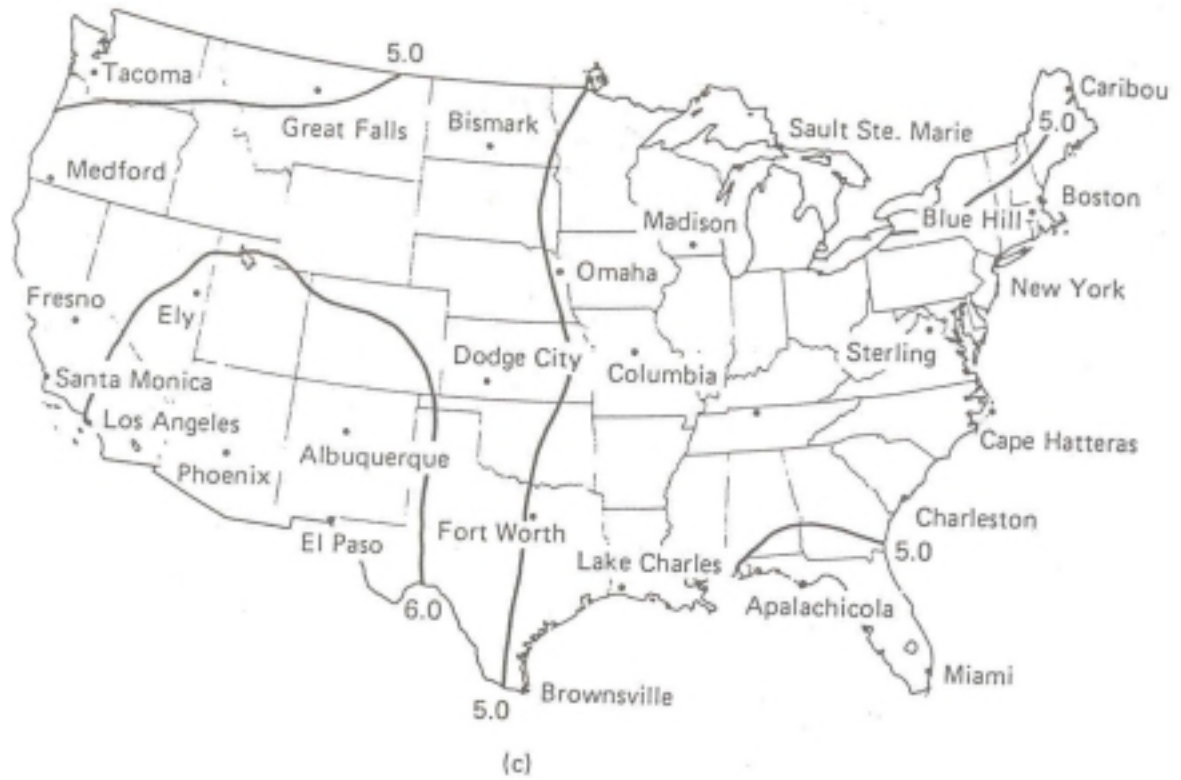 5.0
Tacoma
Caribou
5.0
Great Falls
Bismark
Sault Ste. Marie
Medford
Boston
Madison
Blue Hill
Omaha
New York
Fresno
Ely
Dodge City
Sterling
Columbia
Santa Monica
Los Angeles
Cape Hatteras
Albuquerque
Phoenix
Charleston
Fort Worth
El Paso
5.0
Lake Charles
6.0
Apalachicola
Miami
Brownsville
5.0
(c)